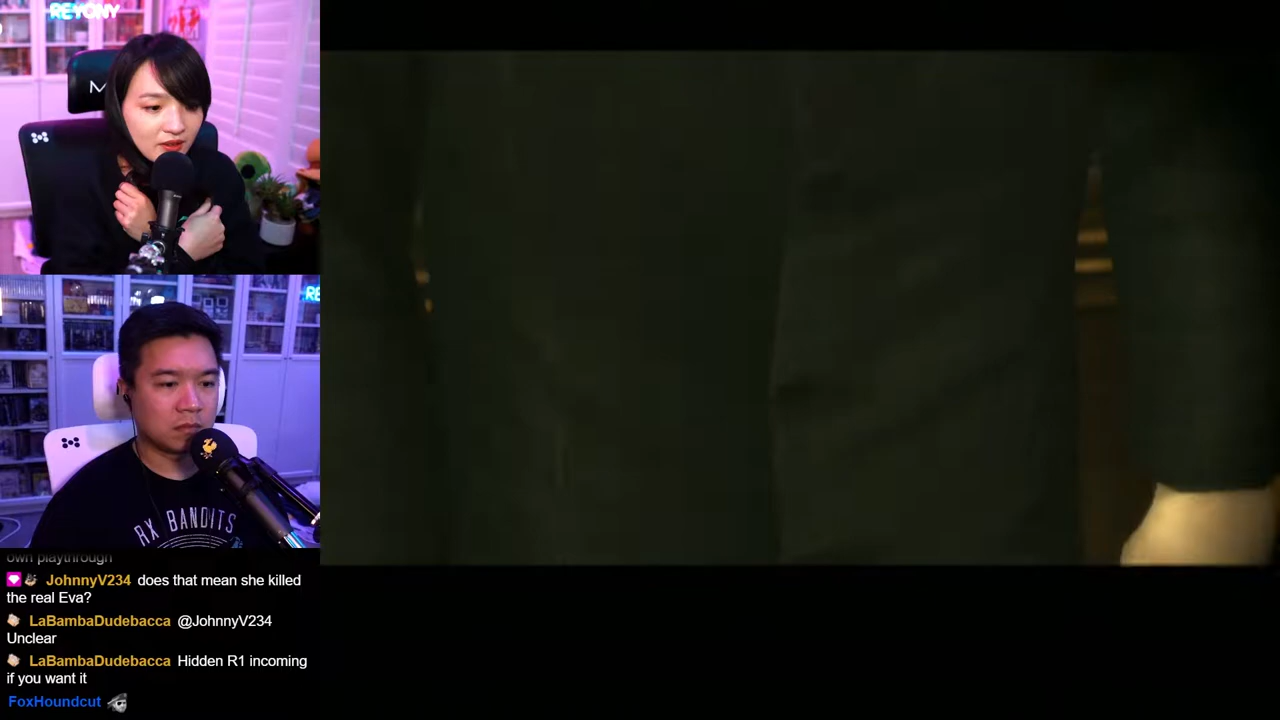 REYONY
RE
RX BANDITS
own playthrough
JohnnyV234 does that mean she killed
the real Eva?
LaBambaDudebacca @JohnnyV234
Unclear
LaBambaDudebacca Hidden R1 incoming
if you want it
FoxHoundcut